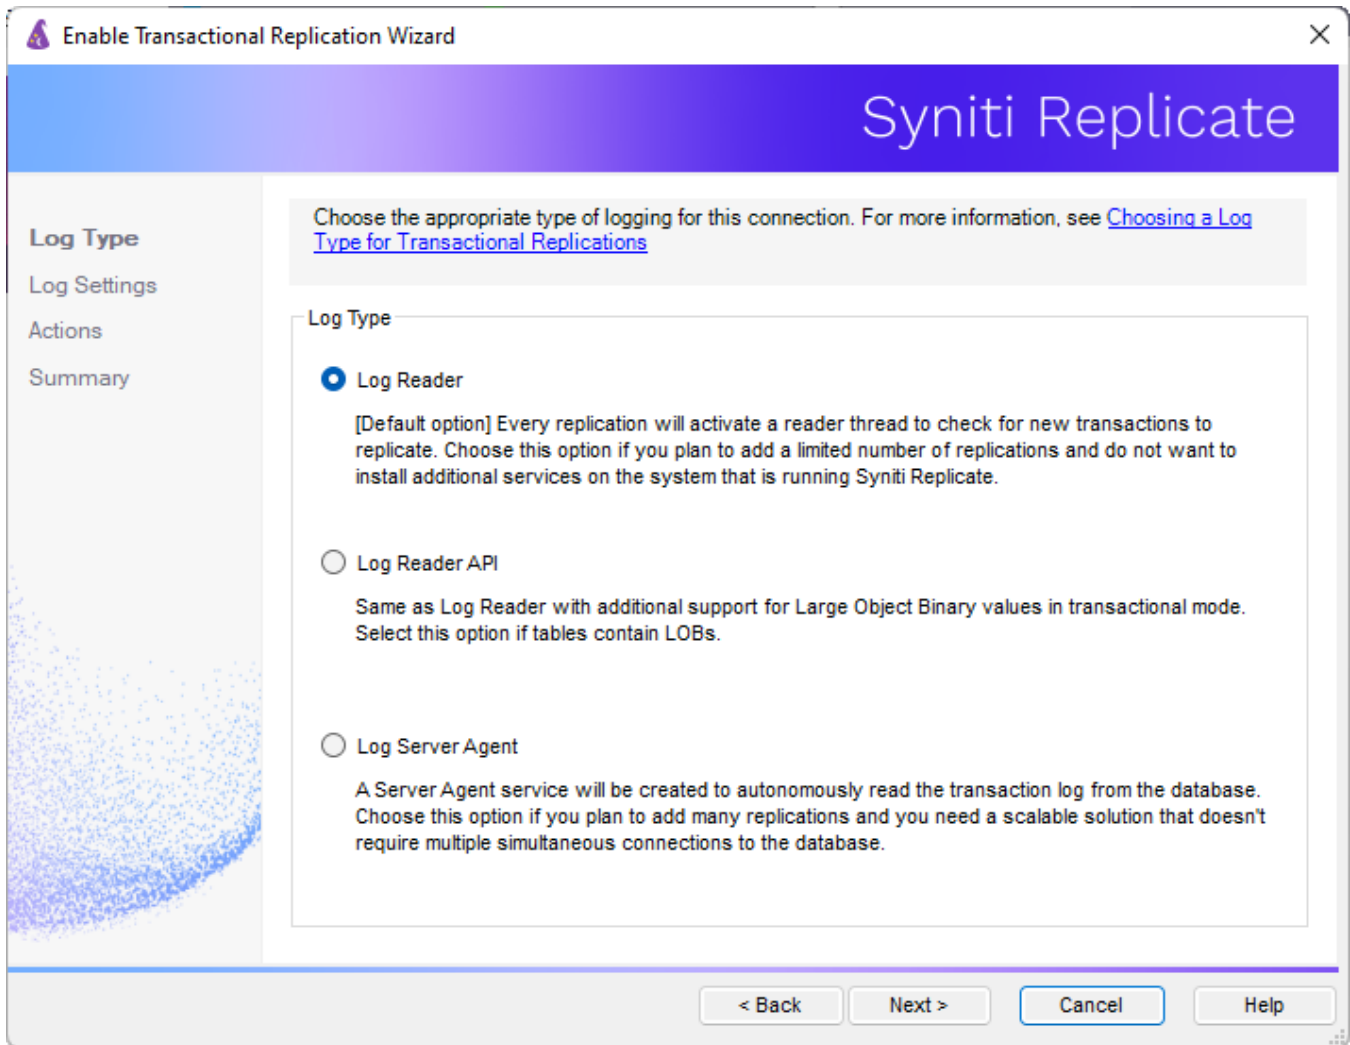 Enable Transactional Replication Wizard
Syniti Replicate
Log Type
Log Settings
Actions
Summary
Choose the appropriate type of logging for this connection. For more information, see Choosing a Log
Type for Transactional Replications
Log Type
Log Reader
[Default option] Every replication will activate a reader thread to check for new transactions to
replicate. Choose this option if you plan to add a limited number of replications and do not want to
install additional services on the system that is running Syniti Replicate.
Log Reader API
Same as Log Reader with additional support for Large Object Binary values in transactional mode.
Select this option if tables contain LOBs.
Log Server Agent
A Server Agent service will be created to autonomously read the transaction log from the database.
Choose this option if you plan to add many replications and you need a scalable solution that doesn't
require multiple simultaneous connections to the database.
< Back
Next >
Cancel
Help